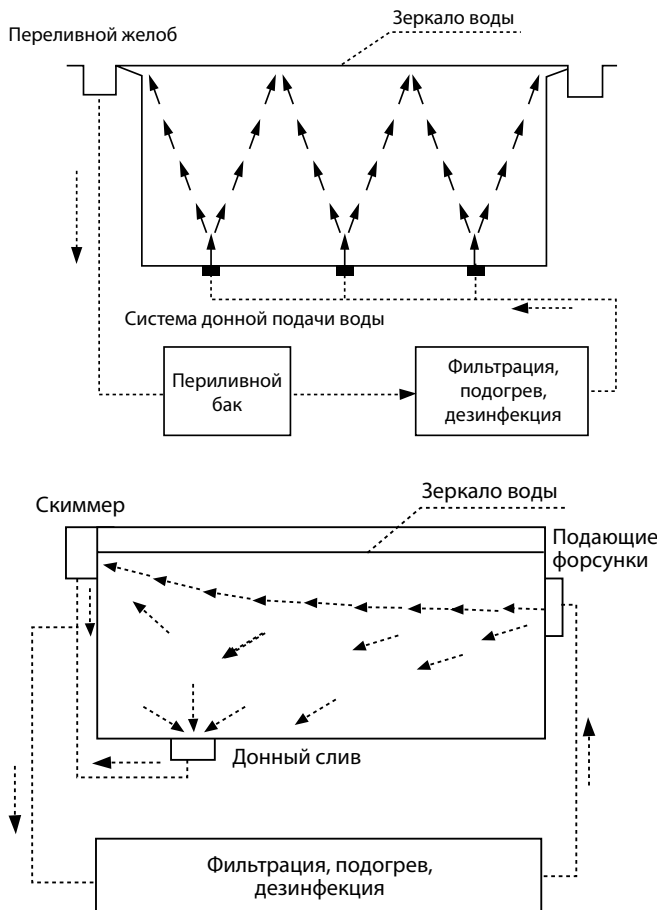 Зеркало воды
Переливной желоб
Система донной подачи воды
Периливной
бак
Фильтрация,
подогрев,
дезинфекция
Зеркало воды
Скиммер
Подающие
форсунки
Донный слив
Фильтрация, подогрев,
дезинфекция